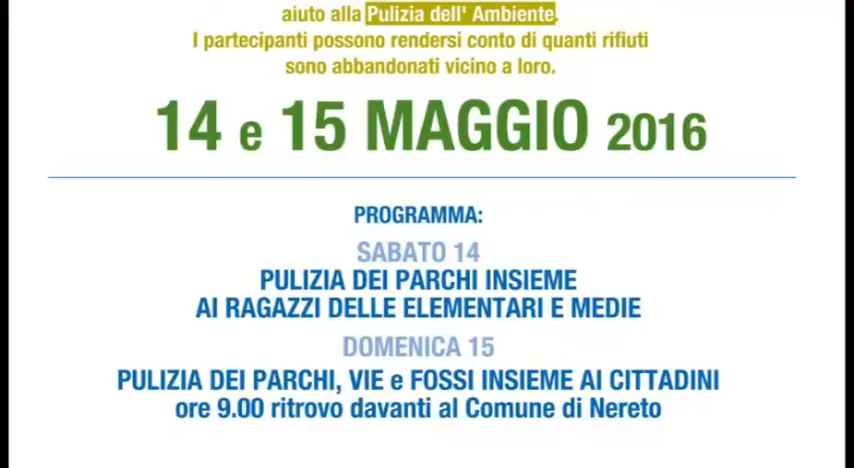 aiuto alla Pulizia dell' Ambiente.
I partecipanti possono rendersi conto di quanti rifiuti
sono abbandonati vicino a loro.
14 e 15 MAGGIO 2016
PROGRAMMA:
SABATO 14
PULIZIA DEI PARCHI INSIEME
AI RAGAZZI DELLE ELEMENTARI E MEDIE
DOMENICA 15
PULIZIA DEI PARCHI, VIE e FOSSI INSIEME AI CITTADINI
ore 9.00 ritrovo davanti al Comune di Nereto